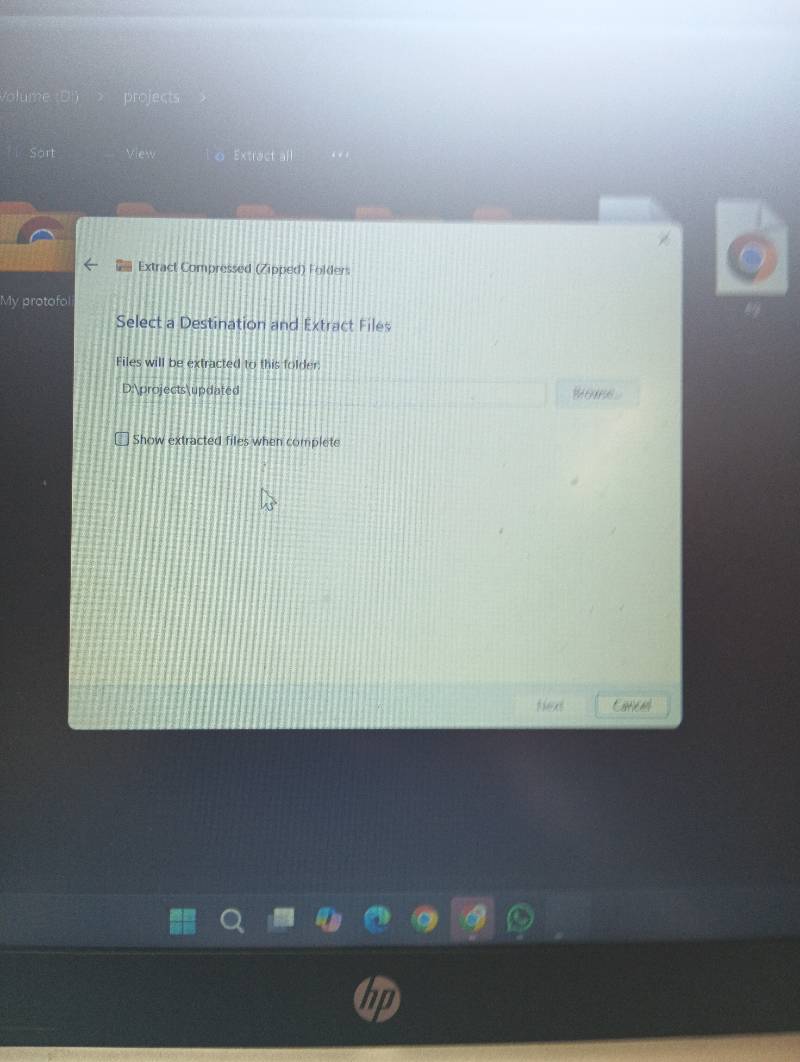 Volume (D:) > projects >
Sort View Extract all ...
My protofoli
Extract Compressed (Zipped) Folders
Select a Destination and Extract Files
Files will be extracted to this folder:
D:\projects\updated
Browse...
Show extracted files when complete
Next Cancel
hp